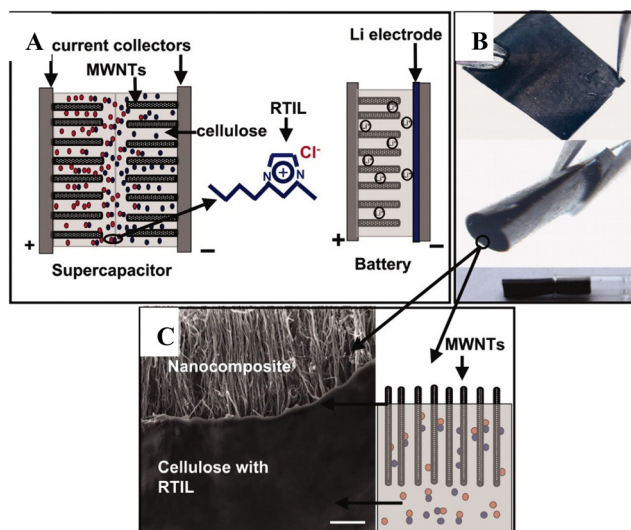 A
current collectors
MWNTs
cellulose
RTIL
Cl-
N
+
N
+
−
Supercapacitor
Li electrode
+
−
Battery
B
C
Nanocomposite
Cellulose with
RTIL
MWNTs